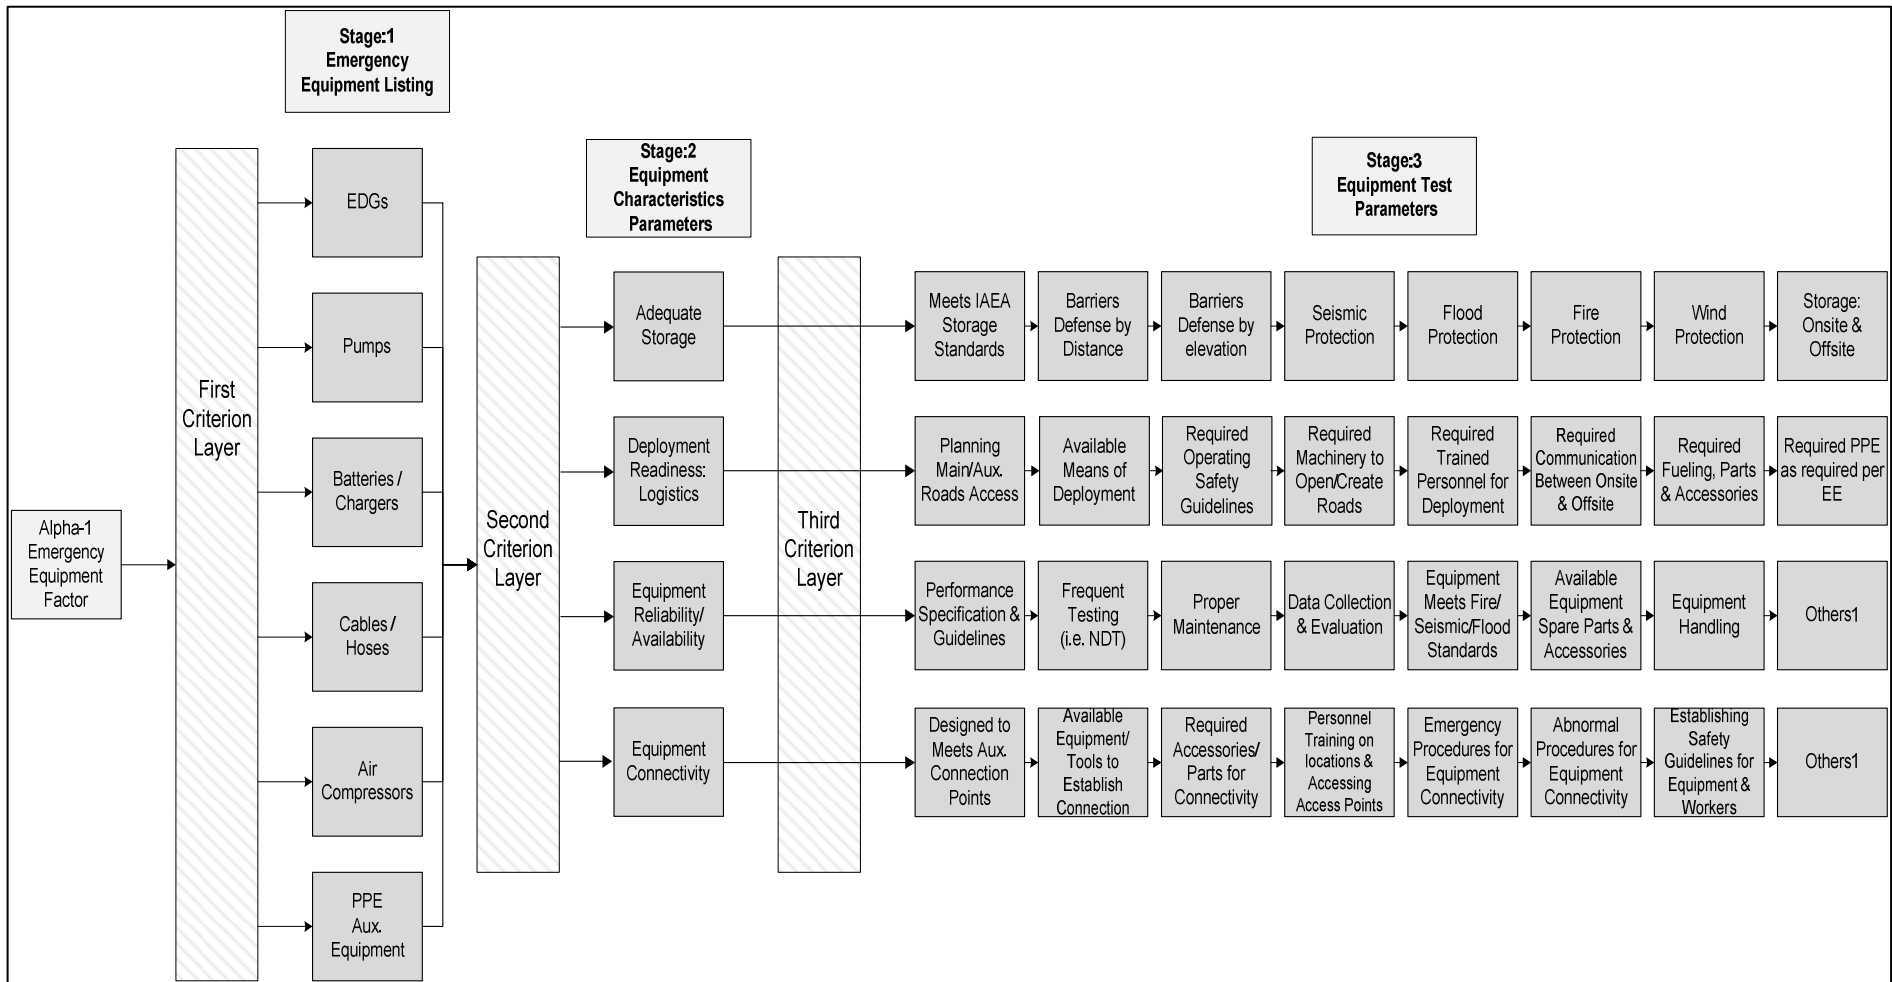 Stage:1
Emergency
Equipment Listing
Stage:2
Equipment
Characteristics
Parameters
Stage:3
Equipment Test
Parameters
Alpha-1
Emergency
Equipment
Factor
First
Criterion
Layer
EDGs
Pumps
Batteries /
Chargers
Cables /
Hoses
Air
Compressors
PPE
Aux.
Equipment
Second
Criterion
Layer
Adequate
Storage
Deployment
Readiness:
Logistics
Equipment
Reliability/
Availability
Equipment
Connectivity
Third
Criterion
Layer
Meets IAEA
Storage
Standards
Barriers
Defense by
Distance
Barriers
Defense by
elevation
Seismic
Protection
Flood
Protection
Fire
Protection
Wind
Protection
Storage:
Onsite &
Offsite
Planning
Main/Aux.
Roads Access
Available
Means of
Deployment
Required
Operating
Safety
Guidelines
Required
Machinery to
Open/Create
Roads
Required
Trained
Personnel for
Deployment
Required
Communication
Between Onsite
& Offsite
Required
Fueling, Parts
& Accessories
Required PPE
as required per
EE
Performance
Specification &
Guidelines
Frequent
Testing
(i.e. NDT)
Proper
Maintenance
Data Collection
& Evaluation
Equipment
Meets Fire/
Seismic/Flood
Standards
Available
Equipment
Spare Parts &
Accessories
Equipment
Handling
Others1
Designed to
Meets Aux.
Connection
Points
Available
Equipment/
Tools to
Establish
Connection
Required
Accessories/
Parts for
Connectivity
Personnel
Training on
locations &
Accessing
Access Points
Emergency
Procedures for
Equipment
Connectivity
Abnormal
Procedures for
Equipment
Connectivity
Establishing
Safety
Guidelines for
Equipment &
Workers
Others1